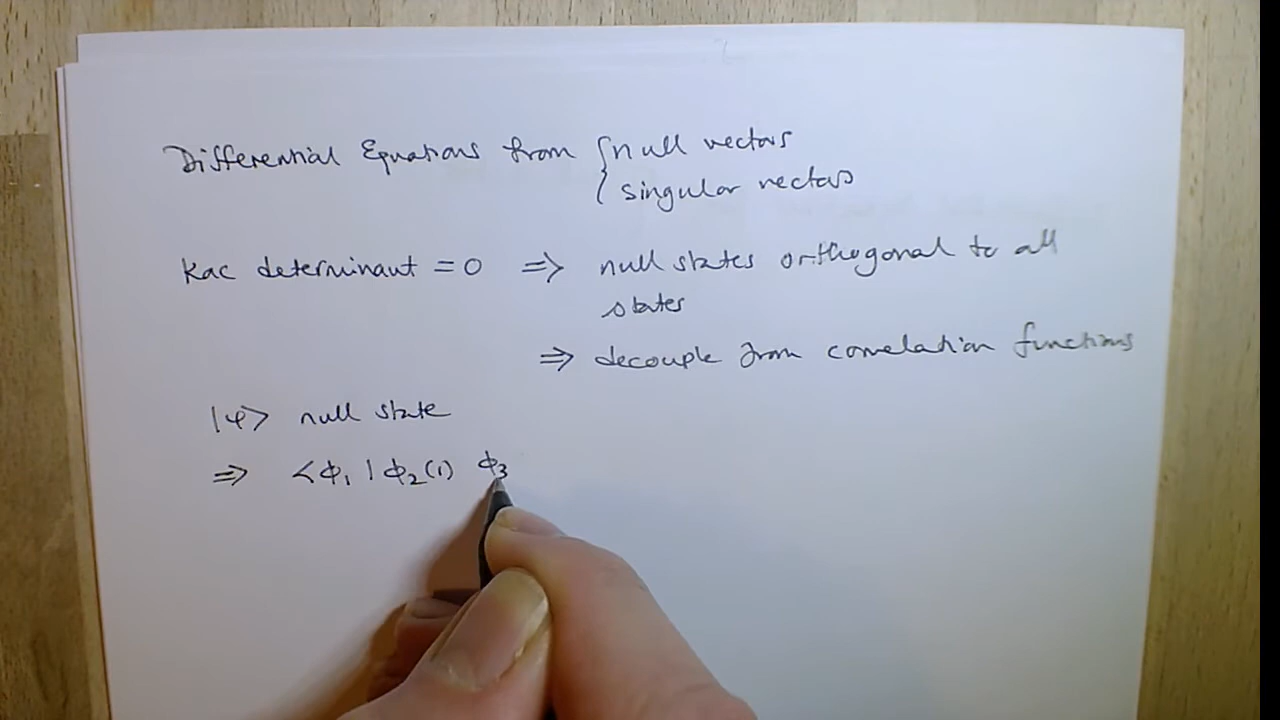 Differential Equations from { null vectors
{ singular vectors
Kac determinant = 0 ⇒ null states orthogonal to all
states
⇒ decouple from correlation functions
|ψ> null state
⇒ <ϕ₁|ϕ₂(1) ϕ₃